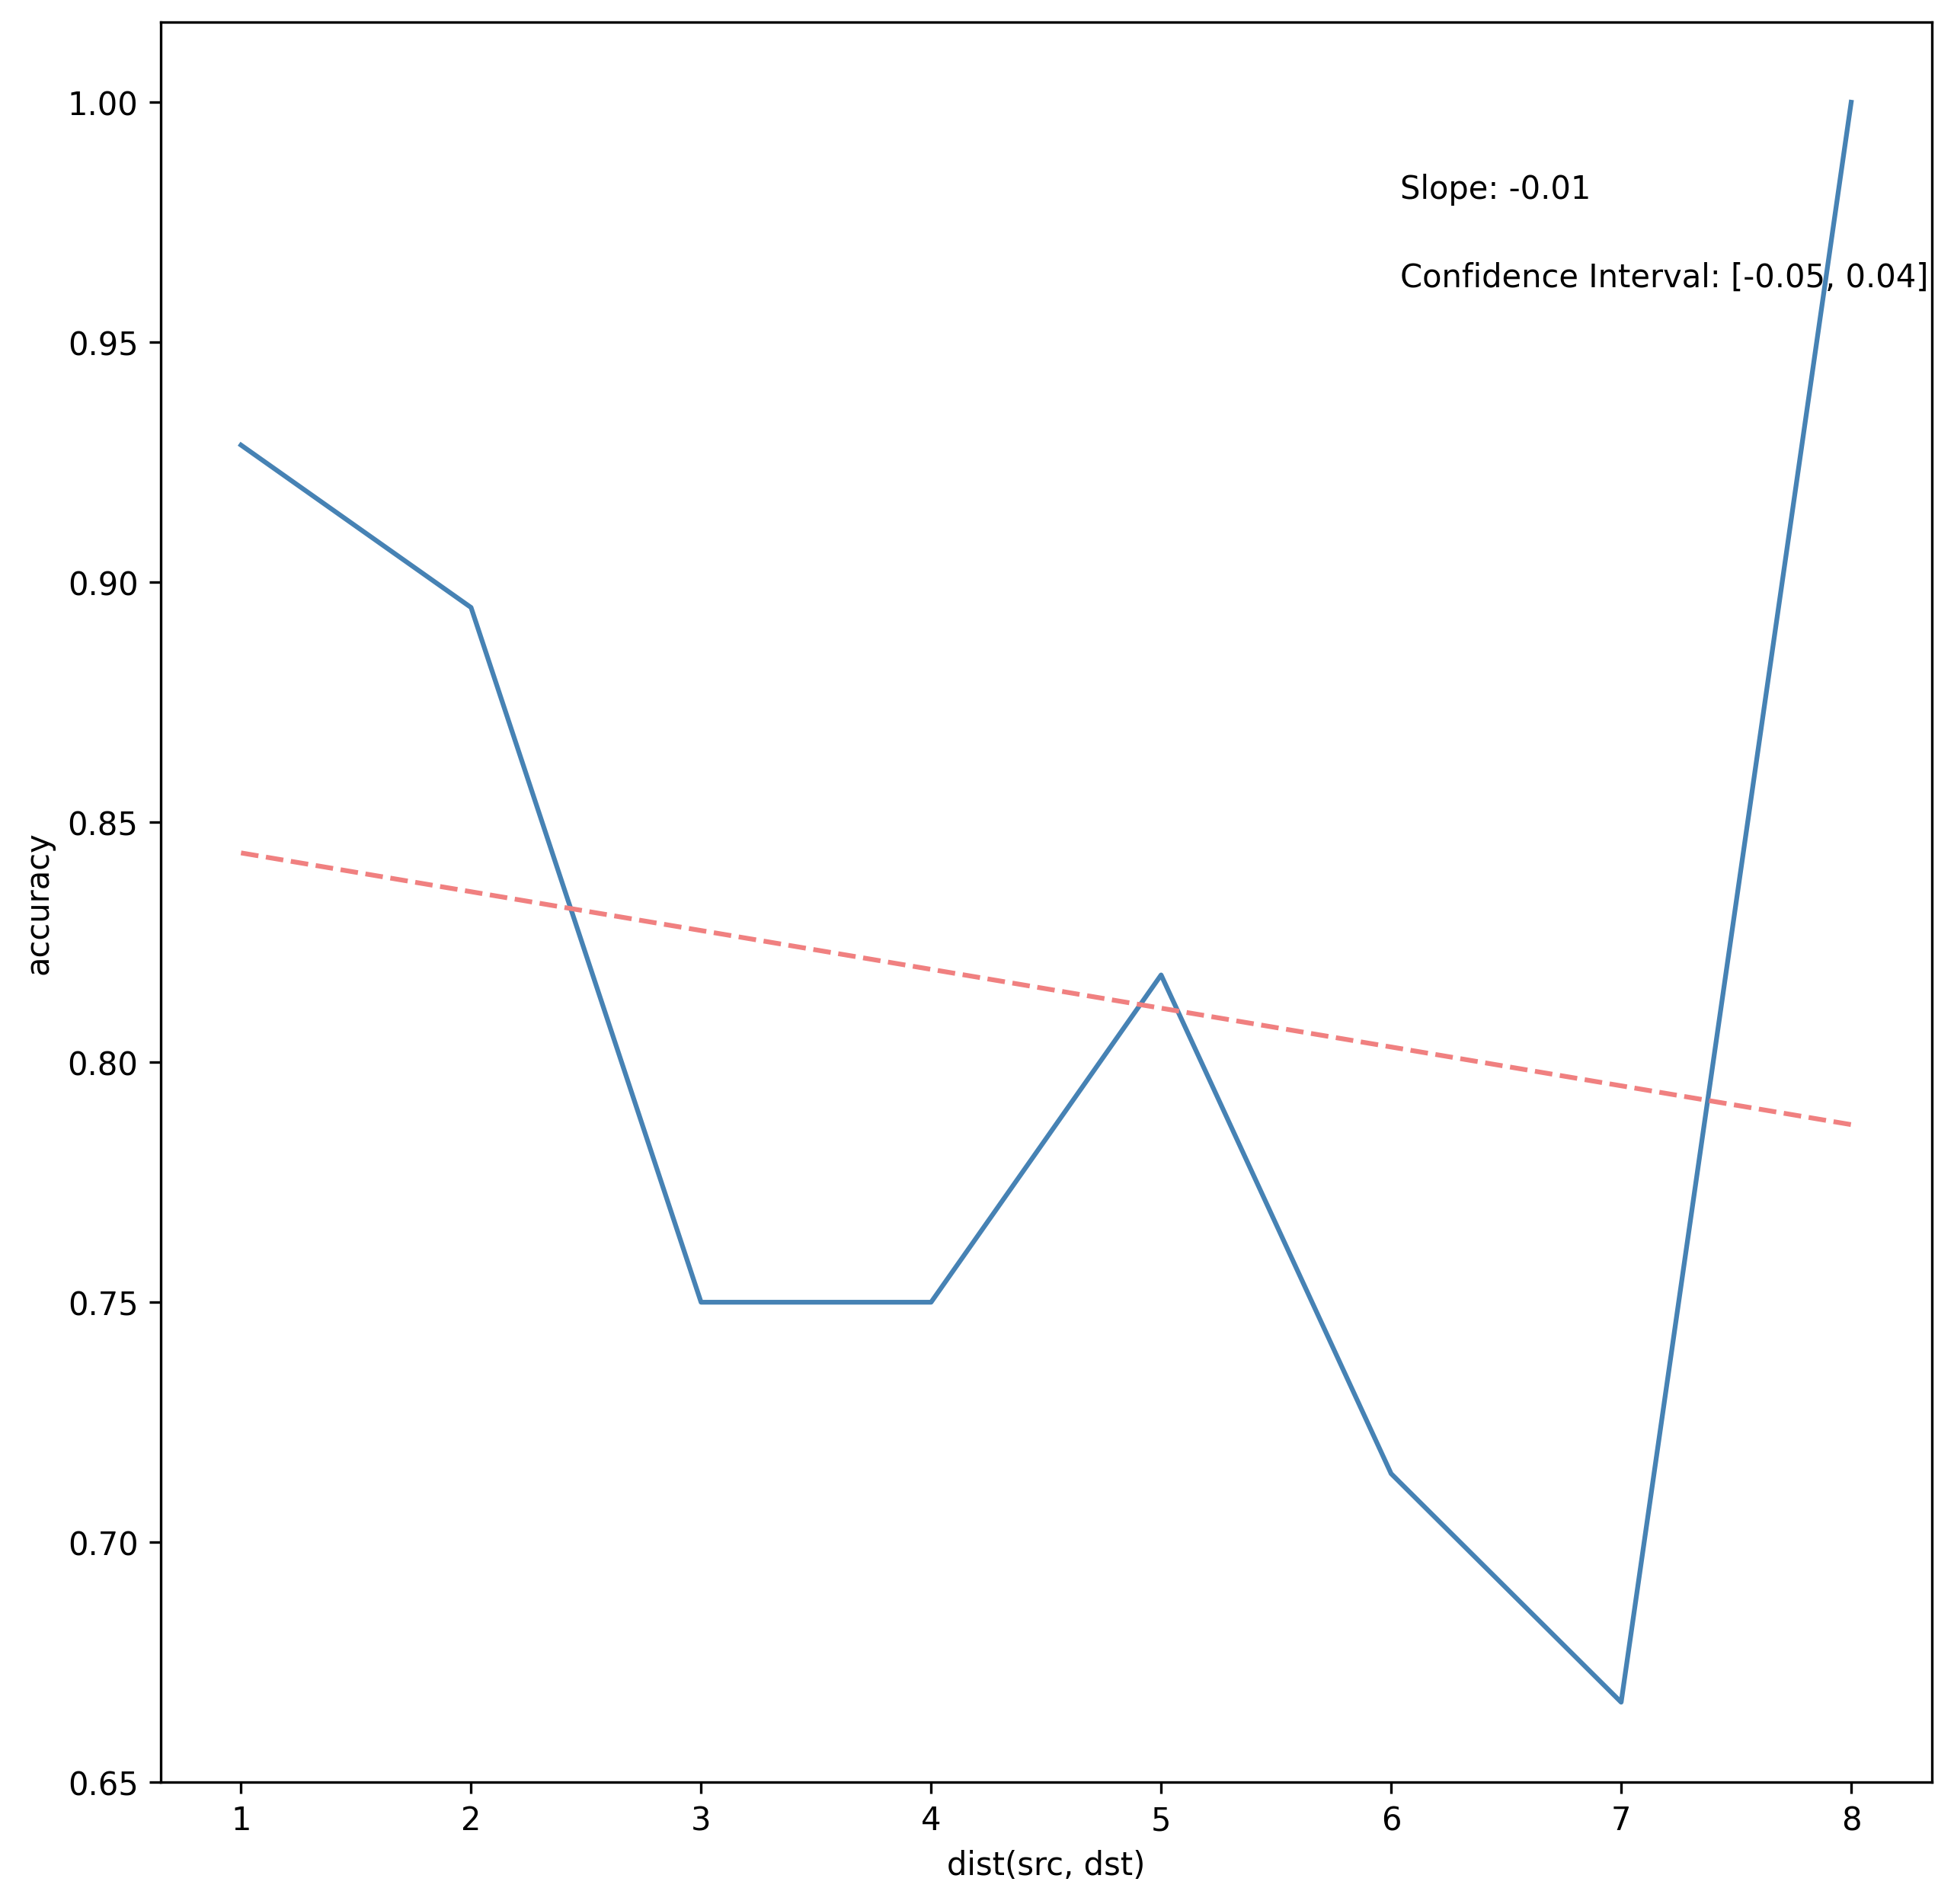 1.00
0.95
0.90
0.85
0.80
0.75
0.70
0.65
accuracy
Slope: -0.01
Confidence Interval: [-0.05, 0.04]
1 2 3 4 5 6 7 8
dist(src, dst)